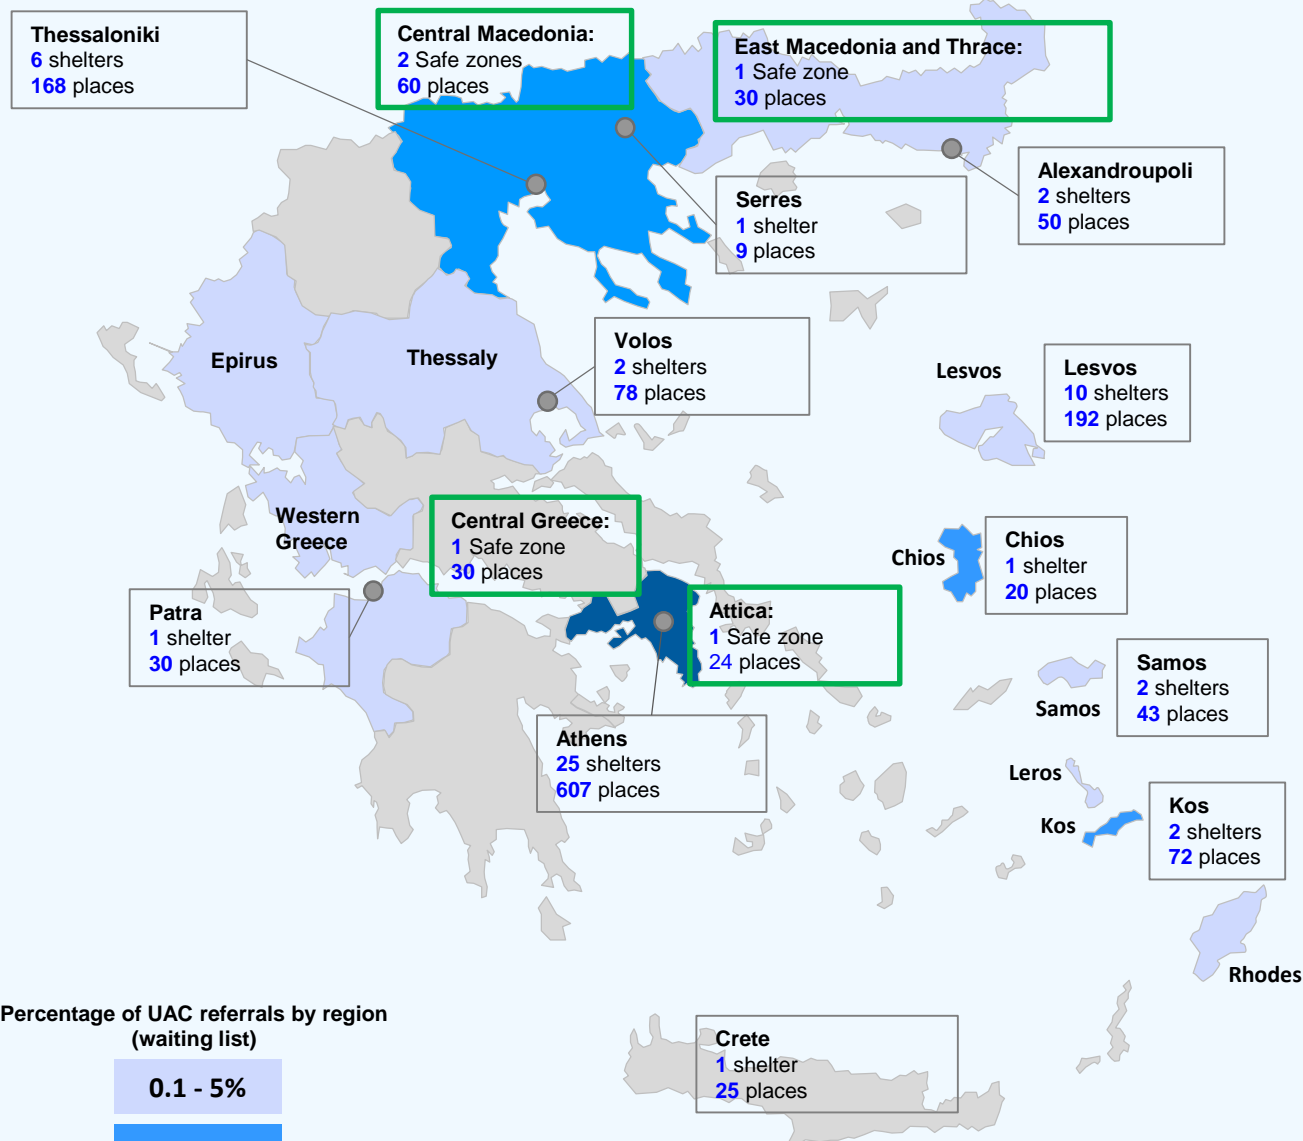 Thessaloniki
6 shelters
168 places
Central Macedonia:
2 Safe zones
60 places
East Macedonia and Thrace:
1 Safe zone
30 places
Alexandroupoli
2 shelters
50 places
Serres
1 shelter
9 places
Volos
2 shelters
78 places
Epirus
Thessaly
Lesvos
Lesvos
10 shelters
192 places
Western
Greece
Central Greece:
1 Safe zone
30 places
Chios
Chios
1 shelter
20 places
Patra
1 shelter
30 places
Attica:
1 Safe zone
24 places
Samos
2 shelters
43 places
Samos
Athens
25 shelters
607 places
Leros
Kos
Kos
2 shelters
72 places
Rhodes
Percentage of UAC referrals by region
(waiting list)
0.1 - 5%
Crete
1 shelter
25 places